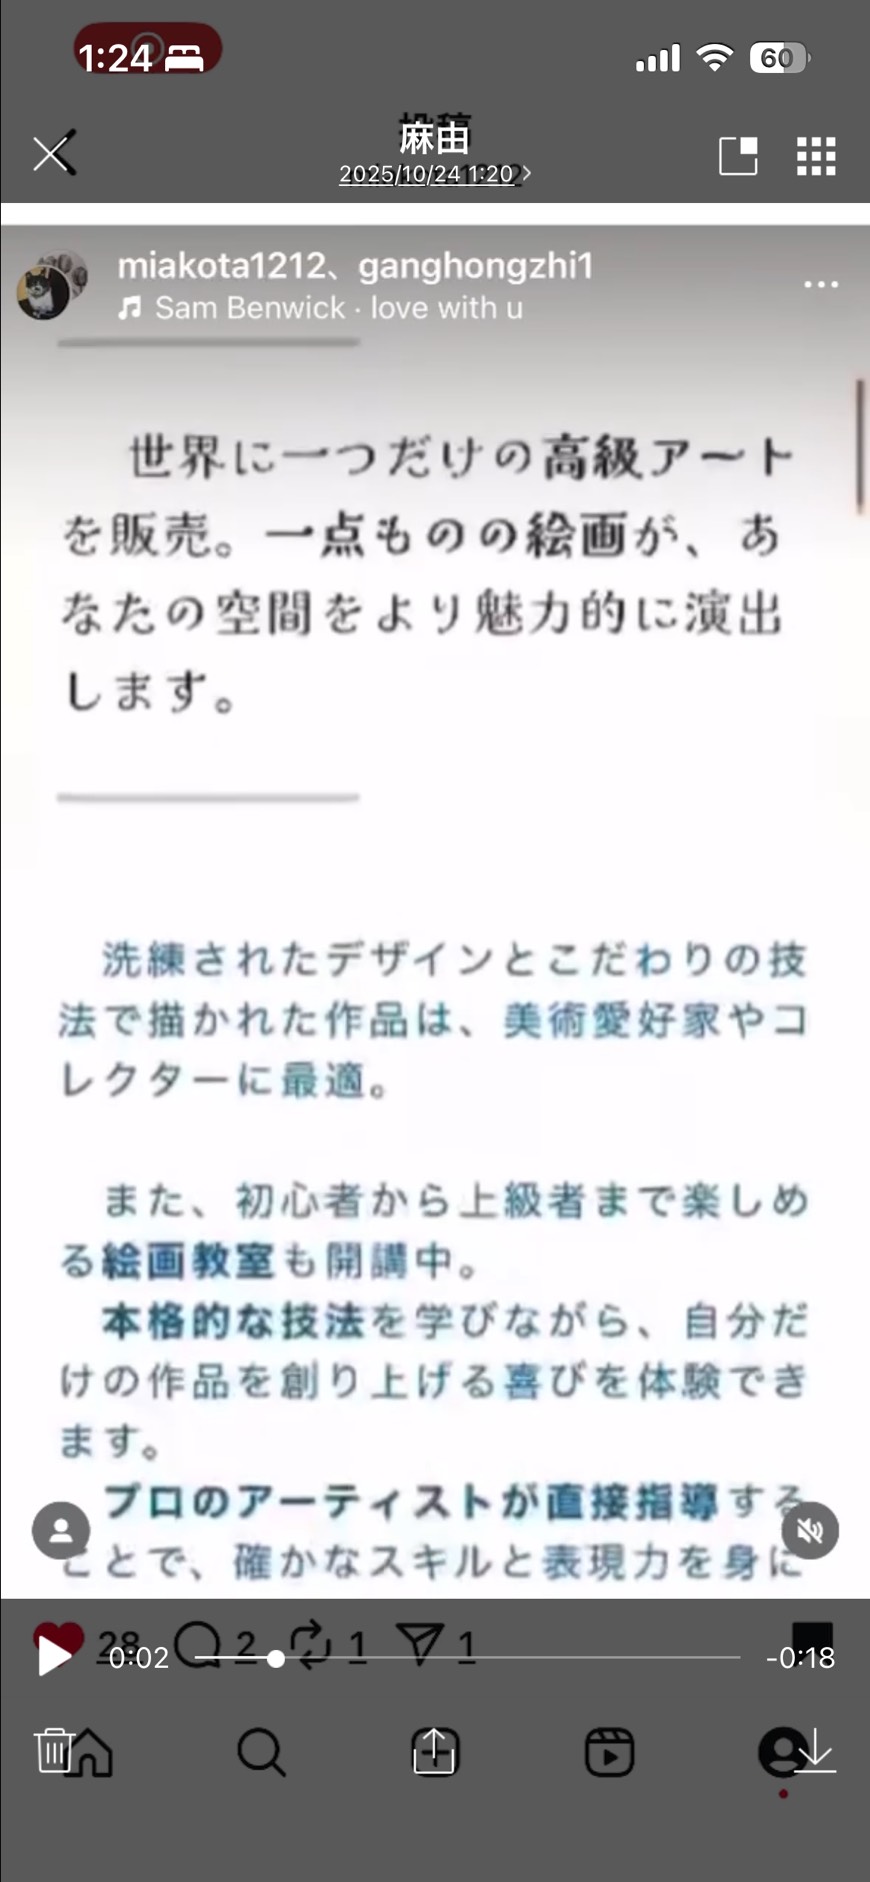 1:24
60
麻由
2025/10/24 1:20
miakota1212、ganghongzhi1
Sam Benwick · love with u
世界に一つだけの高級アート
を販売。一点ものの絵画が、あ
なたの空間をより魅力的に演出
します。
洗練されたデザインとこだわりの技
法で描かれた作品は、美術愛好家やコ
レクターに最適。
また、初心者から上級者まで楽しめ
る絵画教室も開講中。
本格的な技法を学びながら、自分だ
けの作品を創り上げる喜びを体験でき
ます。
プロのアーティストが直接指導する
ことで、確かなスキルと表現力を身に
28 2 1 1
0:02 -0:18